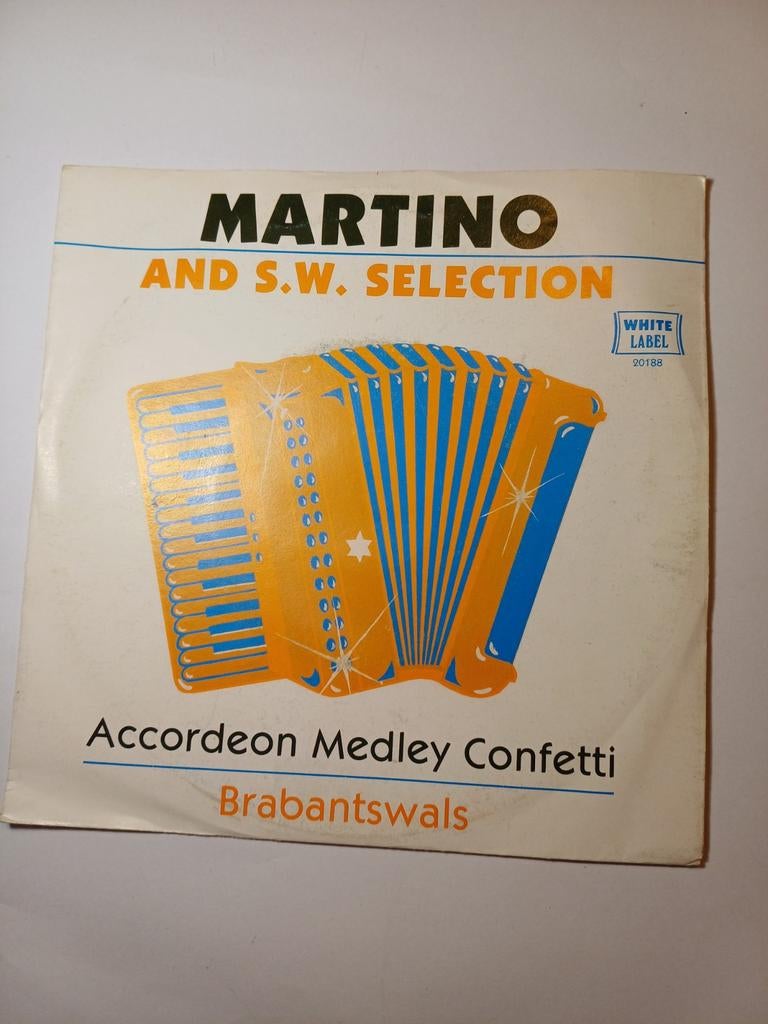 MARTINO
AND S.W. SELECTION
WHITE
LABEL
20188
Accordeon Medley Confetti
Brabantswals